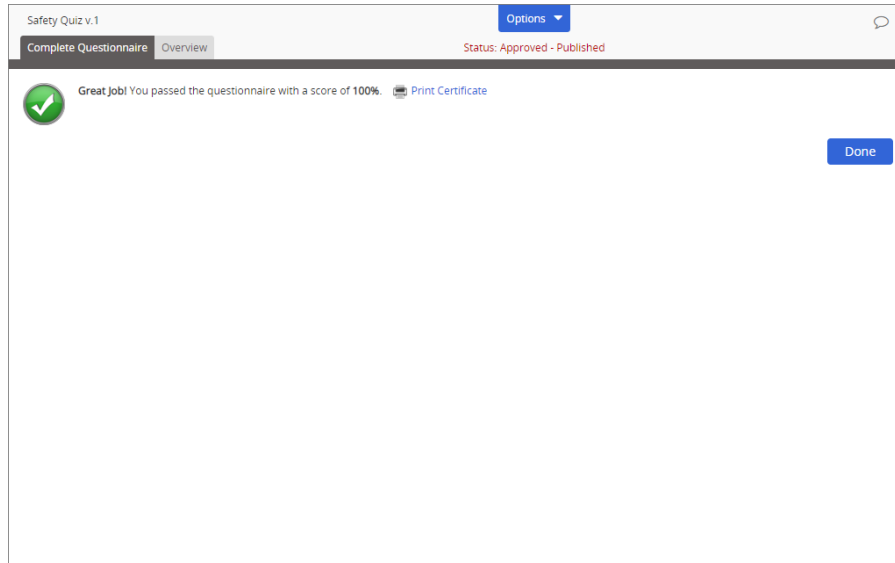 Safety Quiz v.1
Options
Complete Questionnaire
Overview
Status: Approved - Published
Great Job! You passed the questionnaire with a score of 100%.
Print Certificate
Done